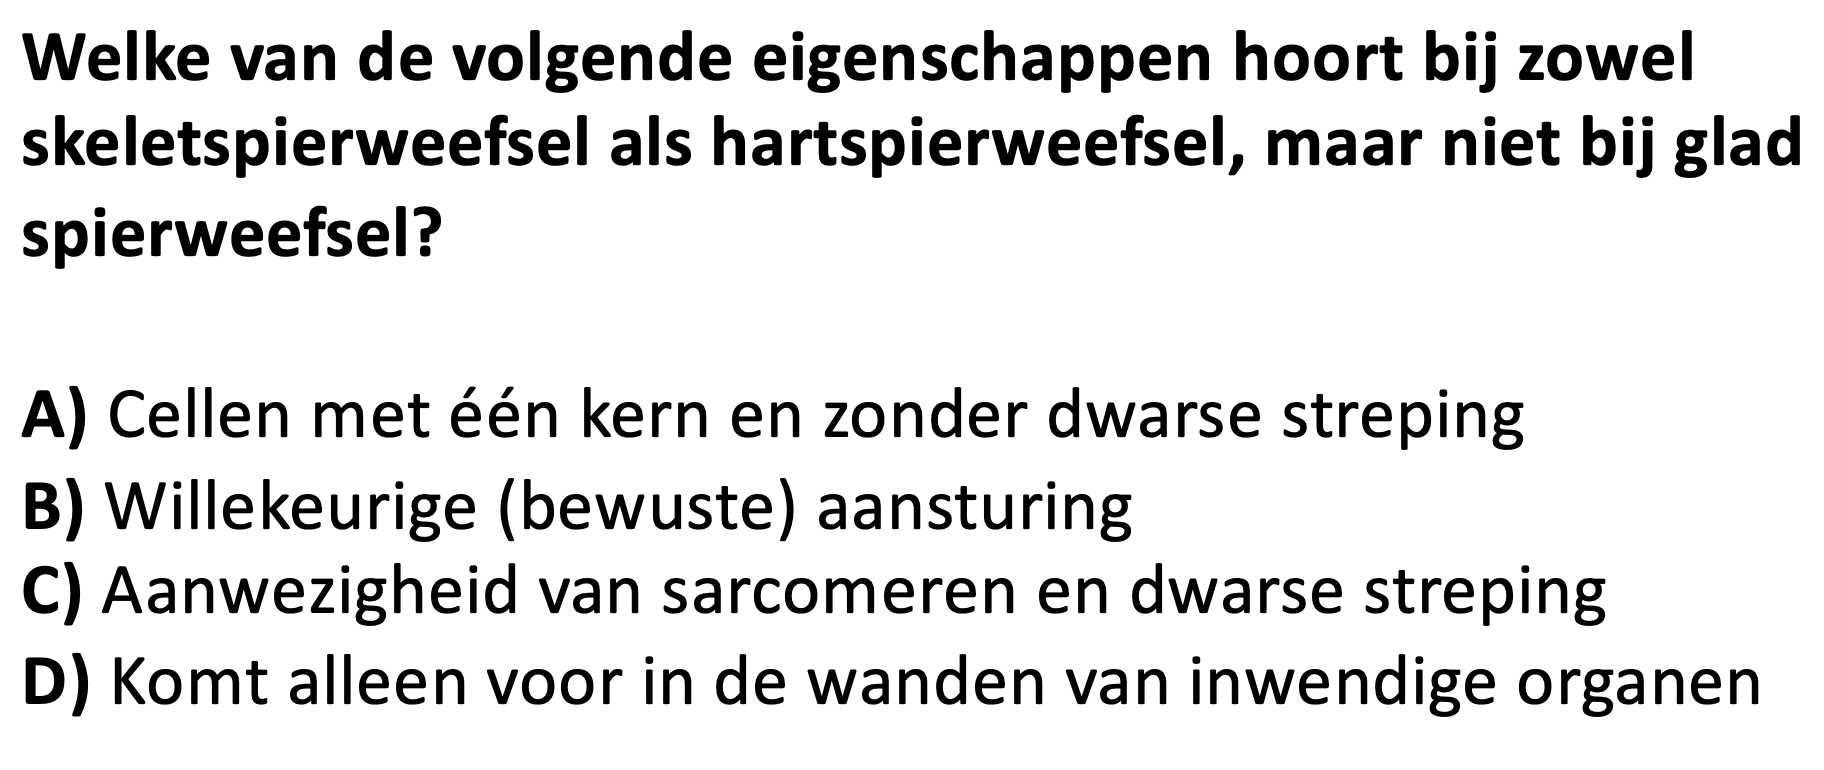 Welke van de volgende eigenschappen hoort bij zowel
skeletspierweefsel als hartspierweefsel, maar niet bij glad
spierweefsel?
A) Cellen met één kern en zonder dwarse streping
B) Willekeurige (bewuste) aansturing
C) Aanwezigheid van sarcomeren en dwarse streping
D) Komt alleen voor in de wanden van inwendige organen